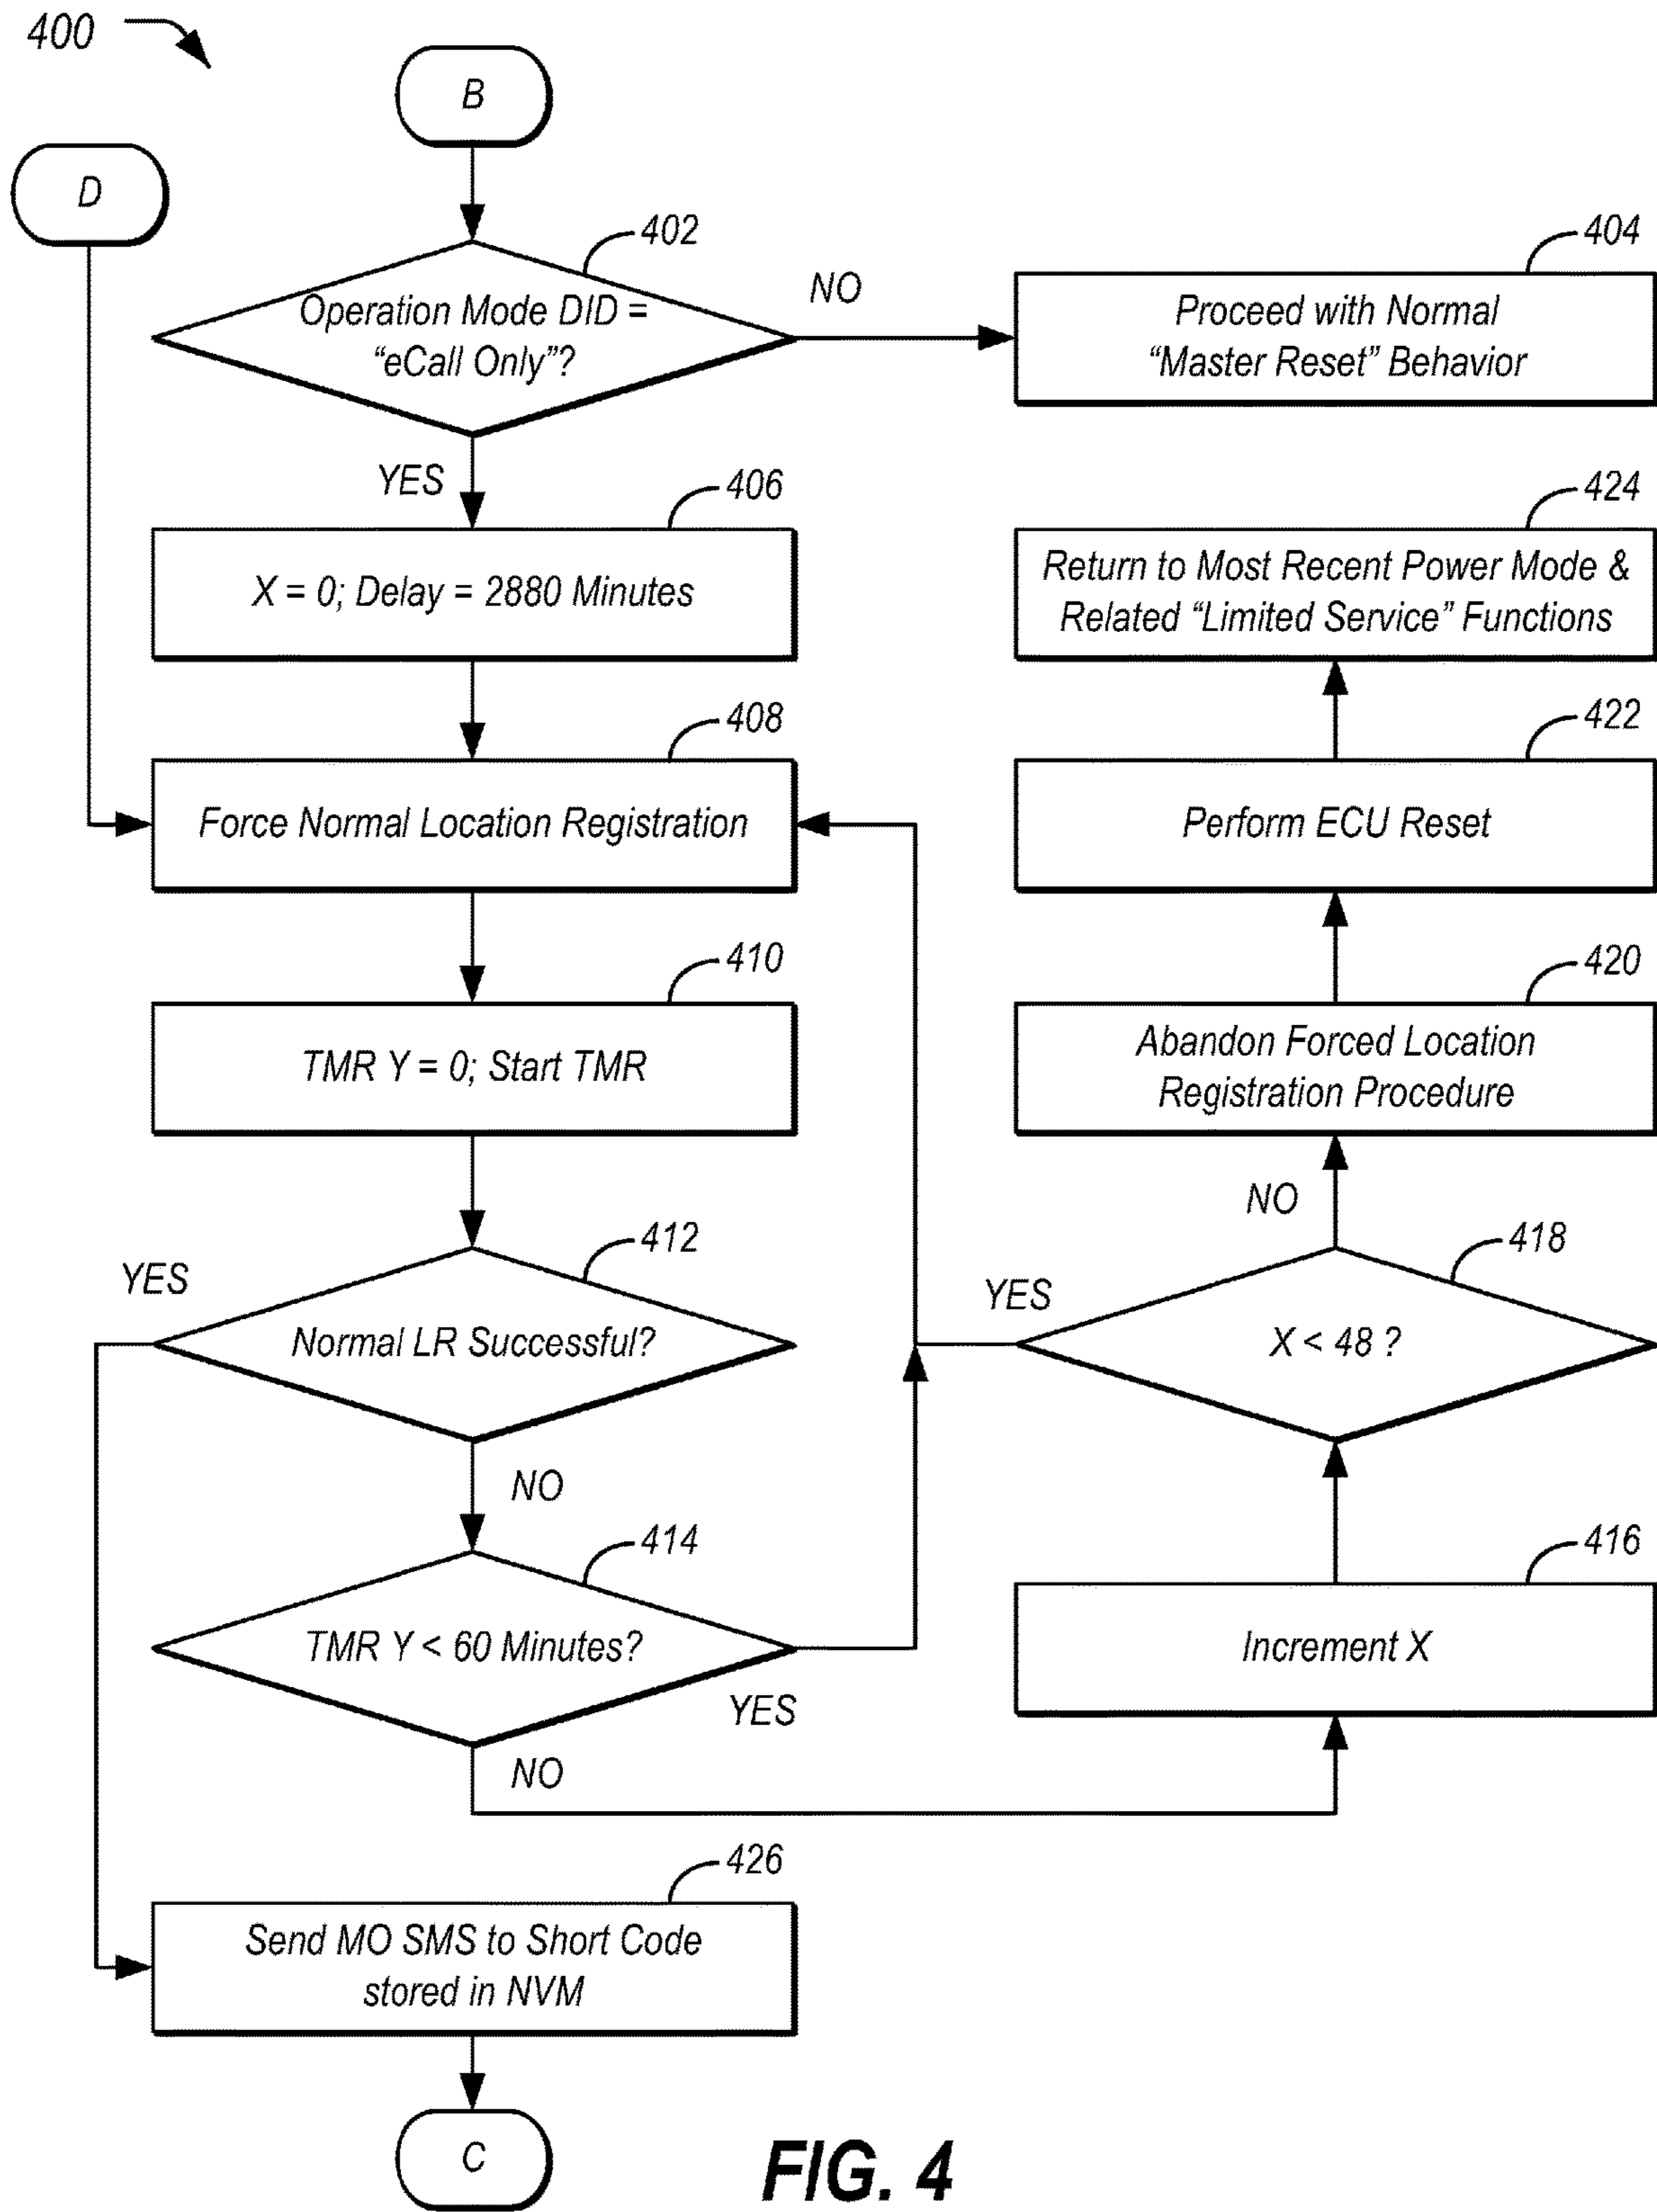 400
B
D
402
Operation Mode DID =
“eCall Only”?
NO
404
Proceed with Normal
“Master Reset” Behavior
YES
406
X = 0; Delay = 2880 Minutes
424
Return to Most Recent Power Mode &
Related “Limited Service” Functions
408
Force Normal Location Registration
422
Perform ECU Reset
410
TMR Y = 0; Start TMR
420
Abandon Forced Location
Registration Procedure
NO
412
YES
Normal LR Successful?
418
YES
X < 48 ?
NO
414
TMR Y < 60 Minutes?
YES
NO
416
Increment X
426
Send MO SMS to Short Code
stored in NVM
C
FIG. 4